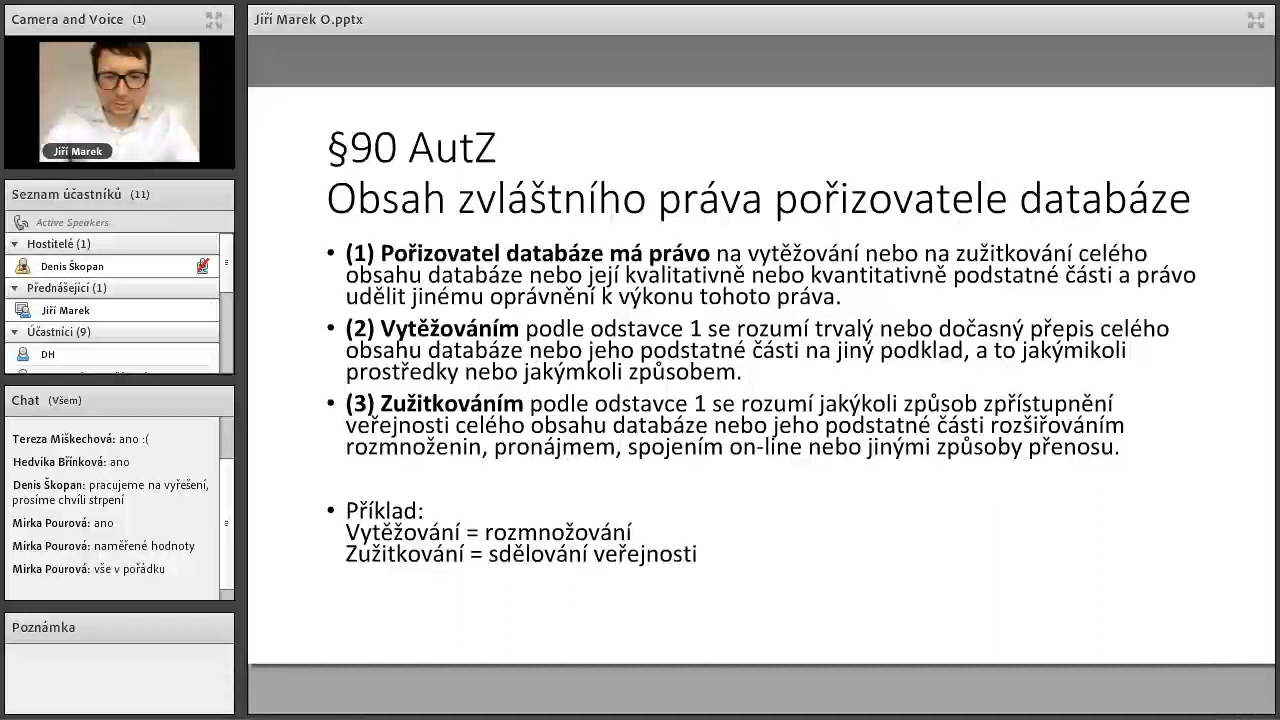 Camera and Voice (1)
Jiří Marek
Seznam účastníků (11)
Active Speakers
Hostitelé (1)
Denis Škopan
Přednášející (1)
Jiří Marek
Účastníci (9)
DH
Chat (Všem)
Tereza Miškechová: ano :(
Hedvika Břínková: ano
Denis Škopan: pracujeme na vyřešení,
prosíme chvíli strpení
Mirka Pourová: ano
Mirka Pourová: naměřené hodnoty
Mirka Pourová: vše v pořádku
Poznámka
Jiří Marek O.pptx
§90 AutZ
Obsah zvláštního práva pořizovatele databáze
• (1) Pořizovatel databáze má právo na vytěžování nebo na zužitkování celého
obsahu databáze nebo její kvalitativně nebo kvantitativně podstatné části a právo
udělit jinému oprávnění k výkonu tohoto práva.
• (2) Vytěžováním podle odstavce 1 se rozumí trvalý nebo dočasný přepis celého
obsahu databáze nebo jeho podstatné části na jiný podklad, a to jakýmikoli
prostředky nebo jakýmkoli způsobem.
• (3) Zužitkováním podle odstavce 1 se rozumí jakýkoli způsob zpřístupnění
veřejnosti celého obsahu databáze nebo jeho podstatné části rozšiřováním
rozmnoženin, pronájmem, spojením on-line nebo jinými způsoby přenosu.
• Příklad:
Vytěžování = rozmnožování
Zužitkování = sdělování veřejnosti